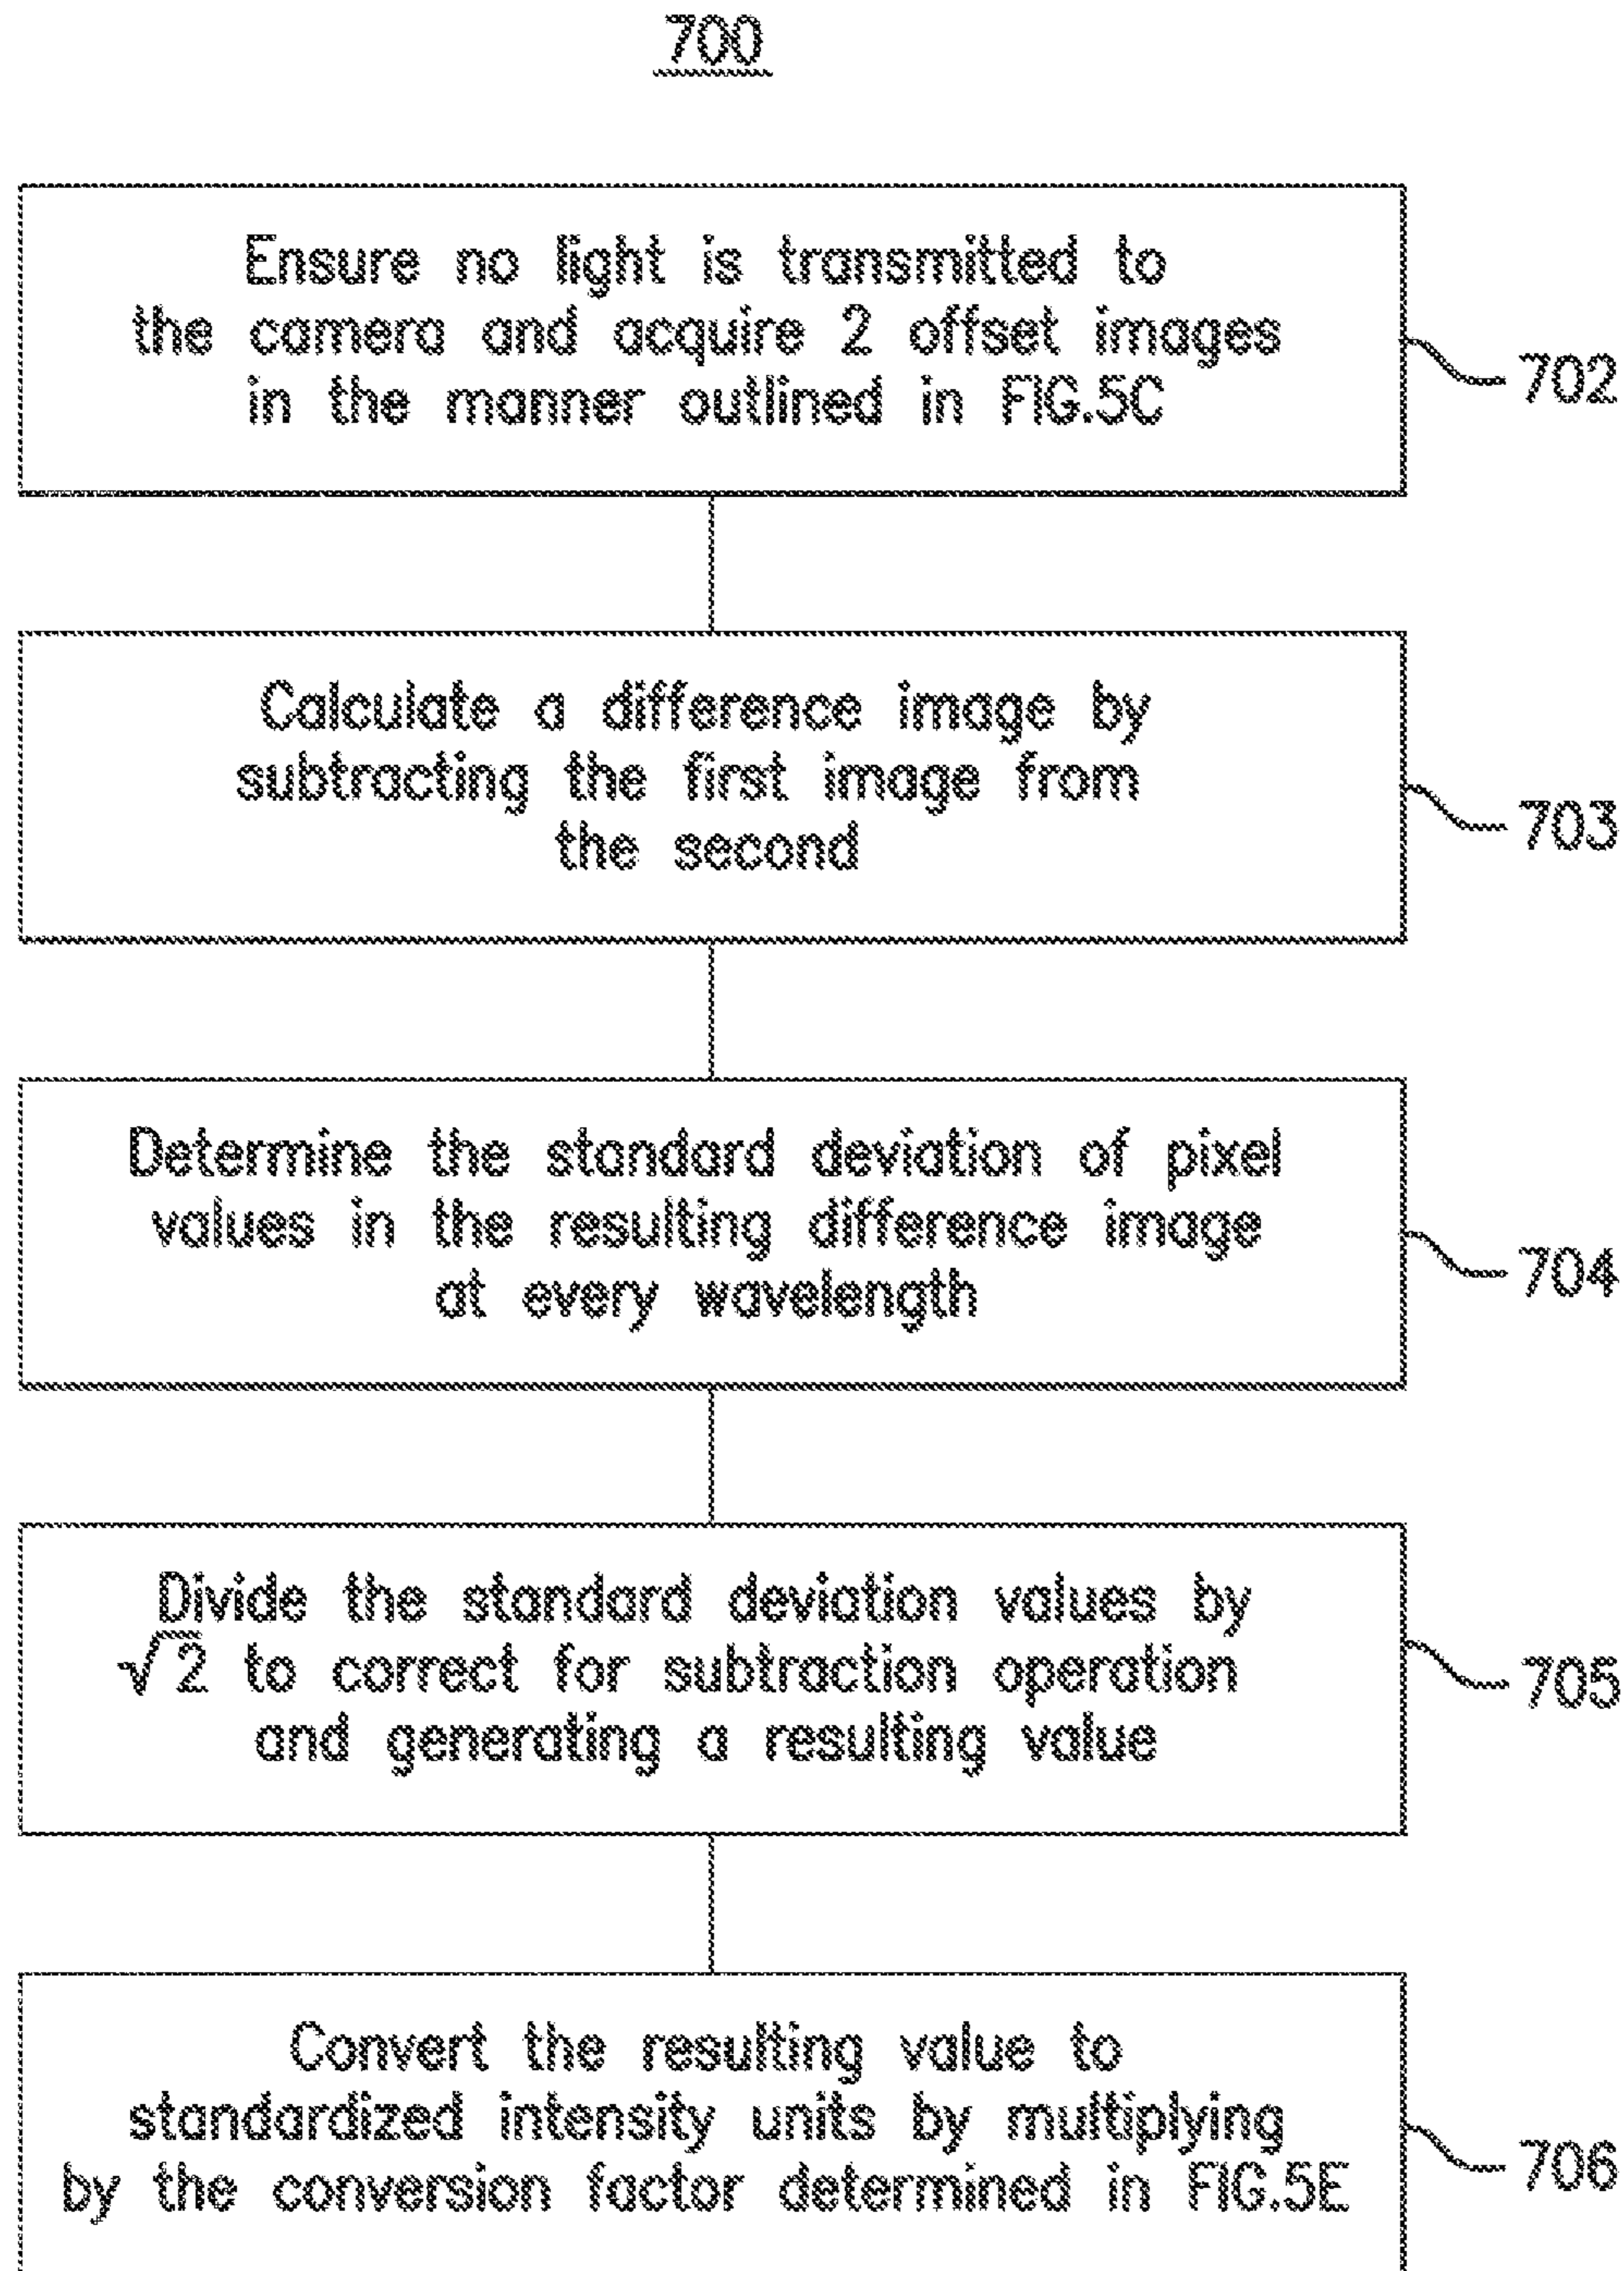 700
Ensure no light is transmitted to
the camera and acquire 2 offset images
in the manner outlined in FIG.5C
702
Calculate a difference image by
subtracting the first image from
the second
703
Determine the standard deviation of pixel
values in the resulting difference image
at every wavelength
704
Divide the standard deviation values by
√2 to correct for subtraction operation
and generating a resulting value
705
Convert the resulting value to
standardized intensity units by multiplying
by the conversion factor determined in FIG.5E
706